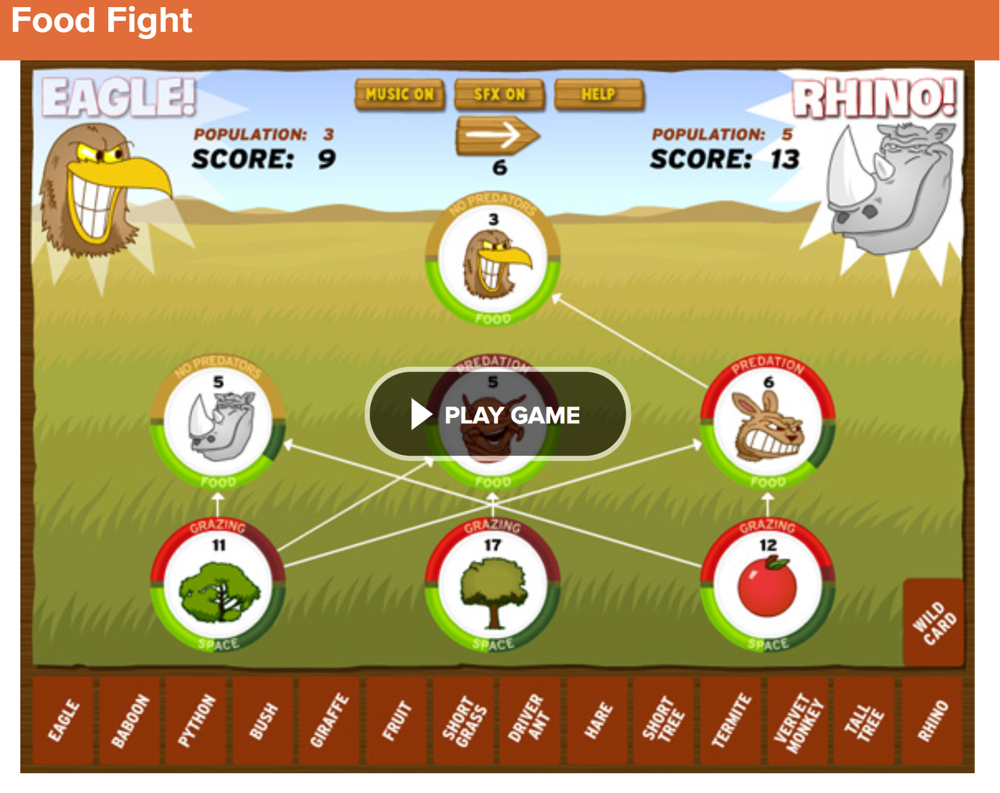 Food Fight
EAGLE!
MUSIC ON
SFX ON
HELP
RHINO!
POPULATION: 3
SCORE: 9
6
POPULATION: 5
SCORE: 13
NO PREDATORS
3
FOOD
NO PREDATORS
5
FOOD
PREDATION
5
PLAY GAME
FOOD
PREDATION
6
FOOD
GRAZING
11
SPACE
GRAZING
17
SPACE
GRAZING
12
SPACE
WILD
CARD
EAGLE
BABOON
PYTHON
BUSH
GIRAFFE
FRUIT
SHORT
GRASS
DRIVER
ANT
HARE
SHORT
TREE
TERMITE
VERVET
MONKEY
TALL
TREE
RHINO